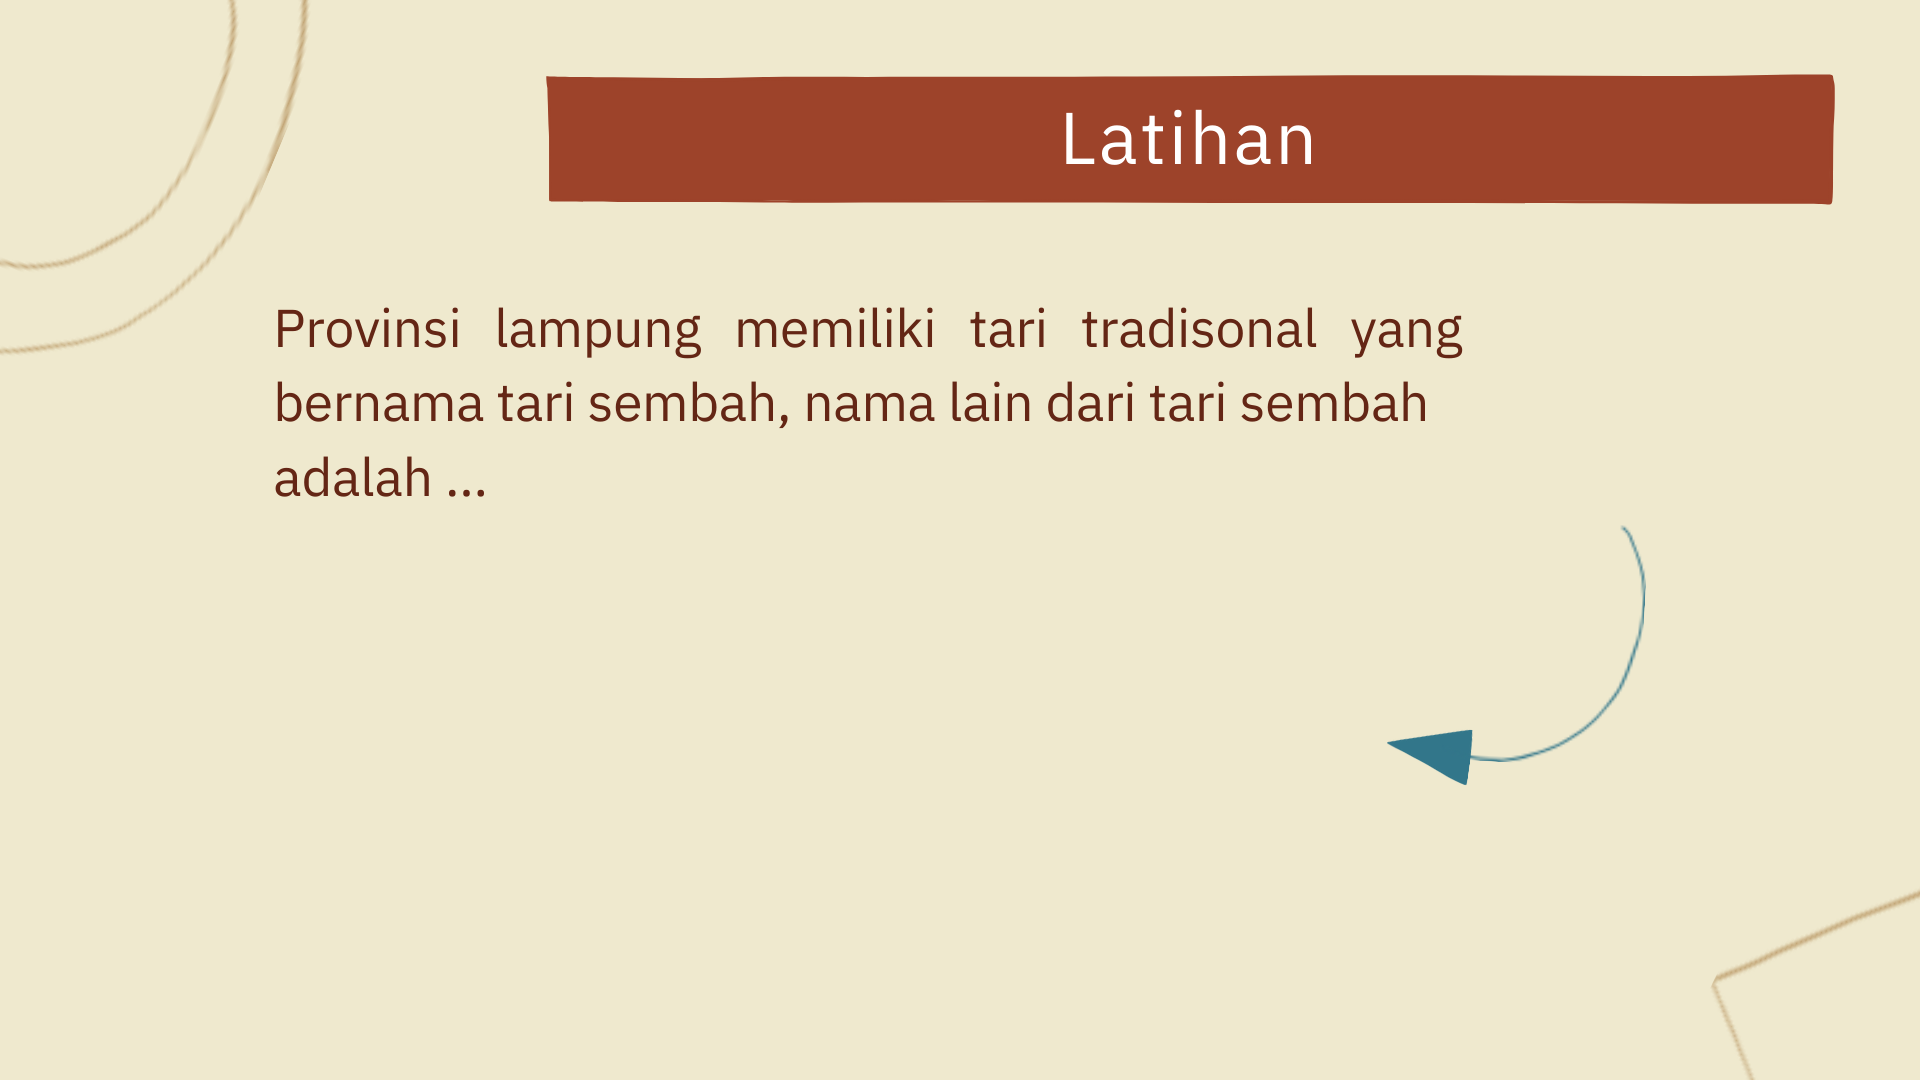 Latihan
Provinsi lampung memiliki tari tradisonal yang
bernama tari sembah, nama lain dari tari sembah
adalah ...